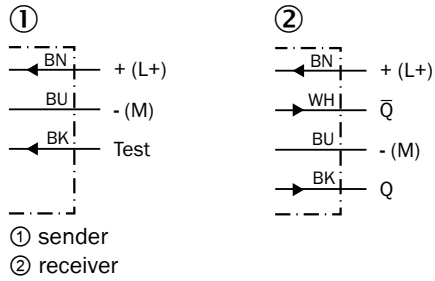 ① ②
BN + (L+)
BU - (M)
BK Test
BN + (L+)
WH Q̅
BU - (M)
BK Q
① sender
② receiver